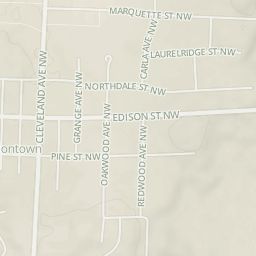 MARQUETTE ST NW
CARLA AVE NW
LAURELRIDGE ST NW
CLEVELAND AVE NW
GRANGE AVE NW
NORTHDALE ST NW
OAKWOOD AVE NW
EDISON ST NW
REDWOOD AVE NW
ontown
PINE ST NW